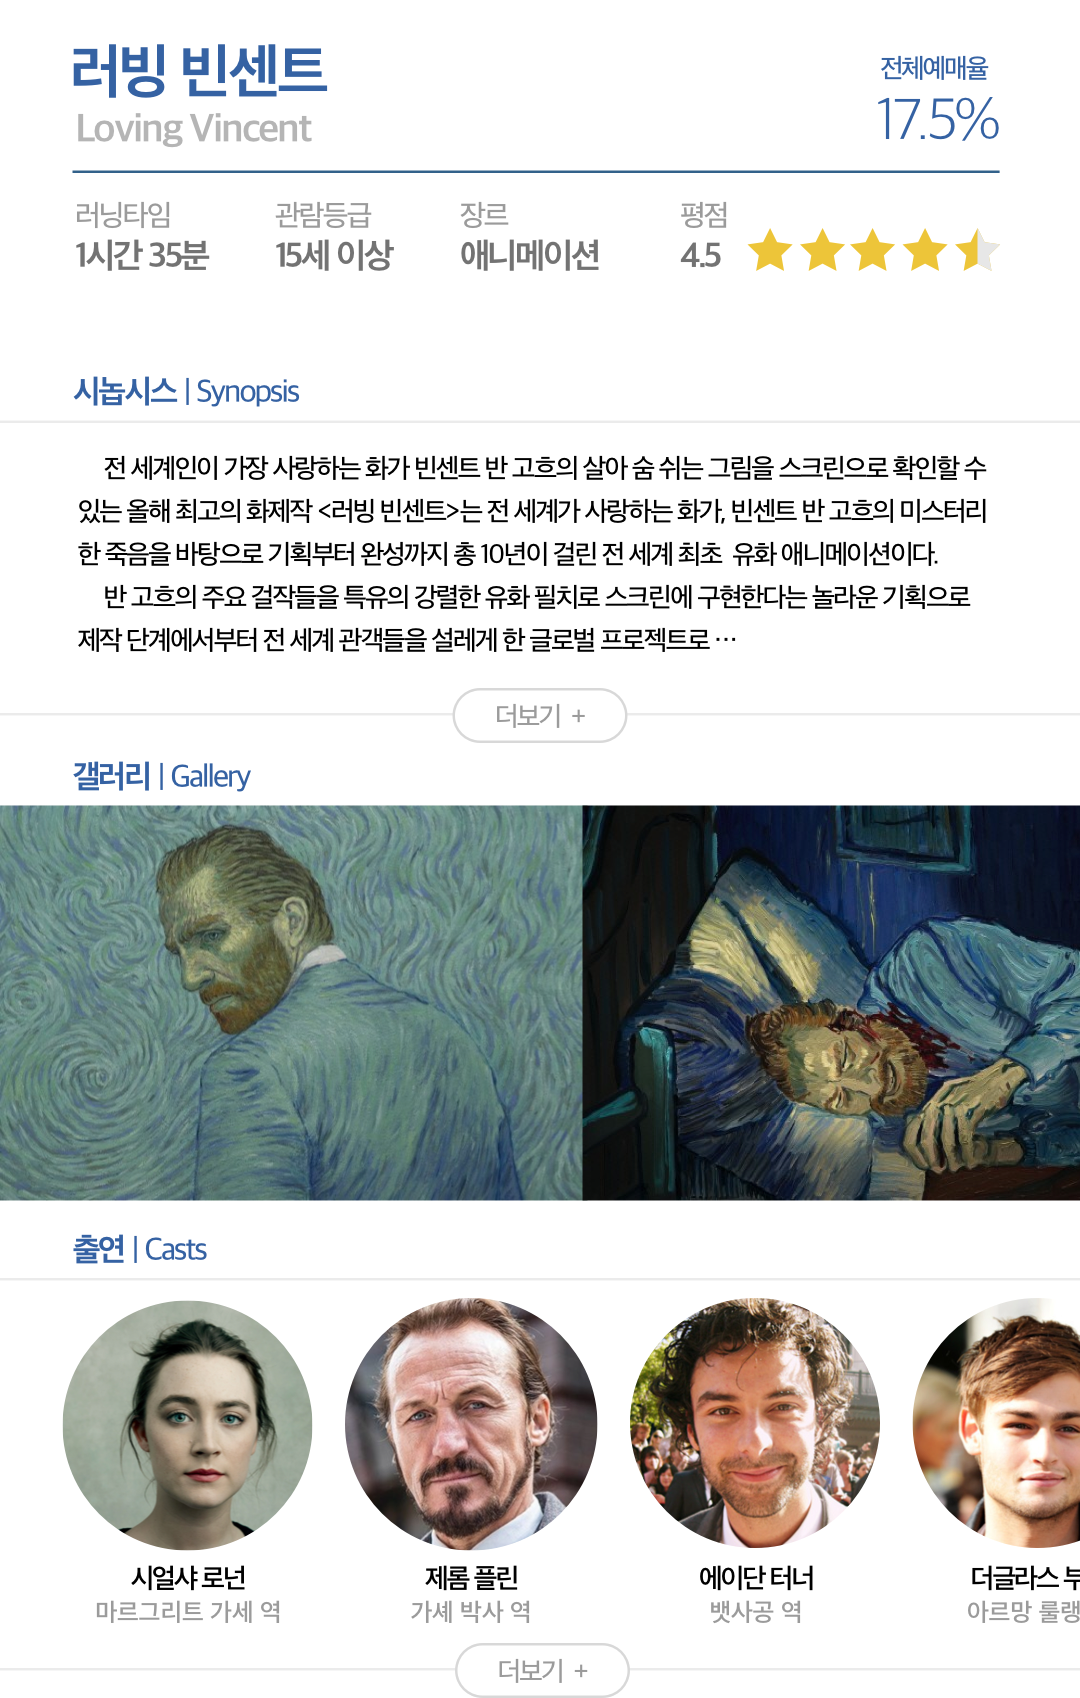 러빙 빈센트
Loving Vincent
전체예매율
17.5%
러닝타임
1시간 35분
관람등급
15세 이상
장르
애니메이션
평점
4.5
시놉시스 | Synopsis
전 세계인이 가장 사랑하는 화가 빈센트 반 고흐의 살아 숨 쉬는 그림을 스크린으로 확인할 수
있는 올해 최고의 화제작 <러빙 빈센트>는 전 세계가 사랑하는 화가, 빈센트 반 고흐의 미스터리
한 죽음을 바탕으로 기획부터 완성까지 총 10년이 걸린 전 세계 최초 유화 애니메이션이다.
반 고흐의 주요 걸작들을 특유의 강렬한 유화 필치로 스크린에 구현한다는 놀라운 기획으로
제작 단계에서부터 전 세계 관객들을 설레게 한 글로벌 프로젝트로 ···
더보기 +
갤러리 | Gallery
출연 | Casts
시얼샤 로넌
마르그리트 가셰 역
제롬 플린
가셰 박사 역
에이단 터너
뱃사공 역
더글라스 부
아르망 룰랭
더보기 +